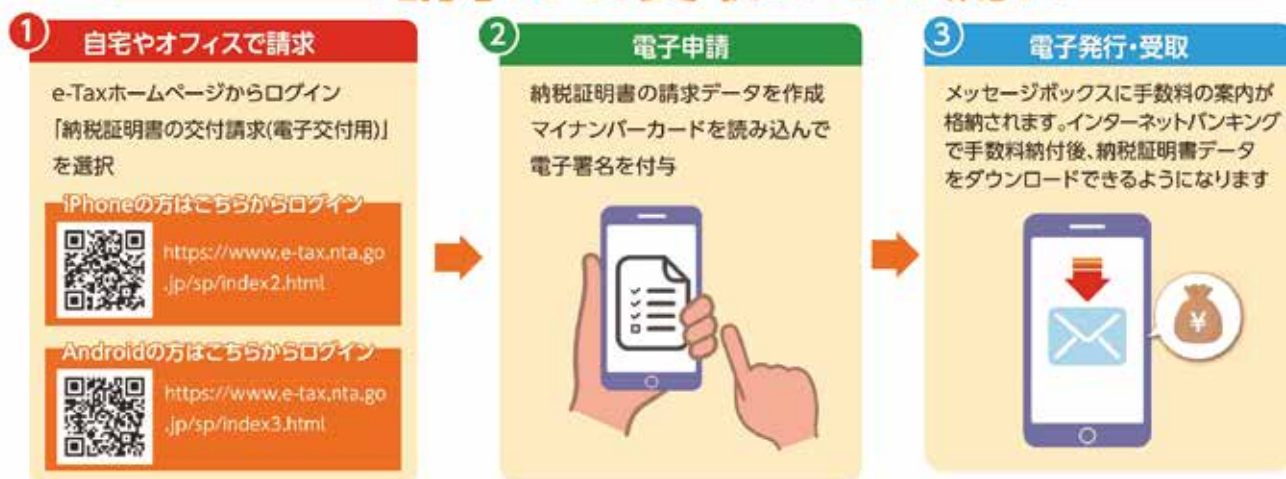 1 自宅やオフィスで請求
e-Taxホームページからログイン
「納税証明書の交付請求(電子交付用)」
を選択
iPhoneの方はこちらからログイン
https://www.e-tax.nta.go
.jp/sp/index2.html
Androidの方はこちらからログイン
https://www.e-tax.nta.go
.jp/sp/index3.html
2 電子申請
納税証明書の請求データを作成
マイナンバーカードを読み込んで
電子署名を付与
3 電子発行・受取
メッセージボックスに手数料の案内が
格納されます。インターネットバンキング
で手数料納付後、納税証明書データ
をダウンロードできるようになります
¥